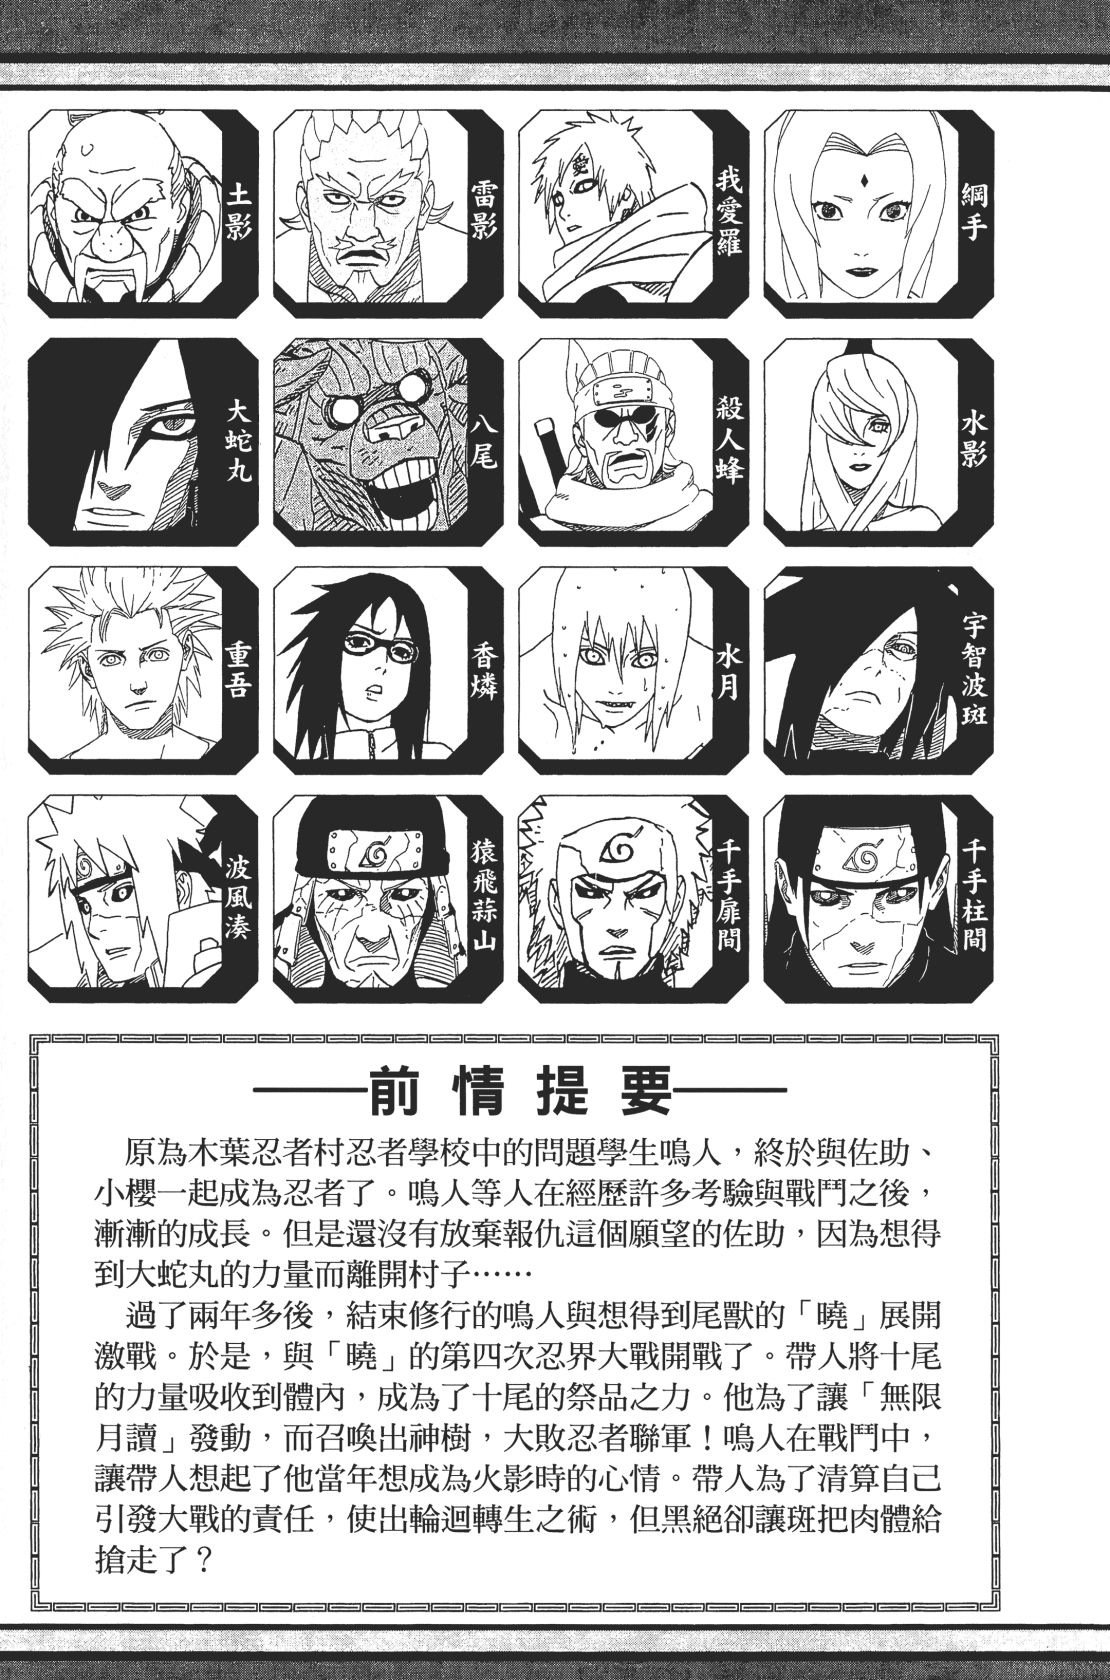 綱手
我愛羅
雷影
土影
水影
殺人蜂
八尾
大蛇丸
宇智波斑
水月
香燐
重吾
千手柱間
千手扉間
猿飛蒜山
波風湊
前情提要
原為木葉忍者村忍者學校中的問題學生鳴人，終於與佐助、
小櫻一起成為忍者了。鳴人等人在經歷許多考驗與戰鬥之後，
漸漸的成長。但是還沒有放棄報仇這個願望的佐助，因為想得
到大蛇丸的力量而離開村子……
過了兩年多後，結束修行的鳴人與想得到尾獸的「曉」展開
激戰。於是，與「曉」的第四次忍界大戰開戰了。帶人將十尾
的力量吸收到體內，成為了十尾的祭品之力。他為了讓「無限
月讀」發動，而召喚出神樹，大敗忍者聯軍！鳴人在戰鬥中，
讓帶人想起了他當年想成為火影時的心情。帶人為了清算自己
引發大戰的責任，使出輪迴轉生之術，但黑絕卻讓斑把肉體給
搶走了？